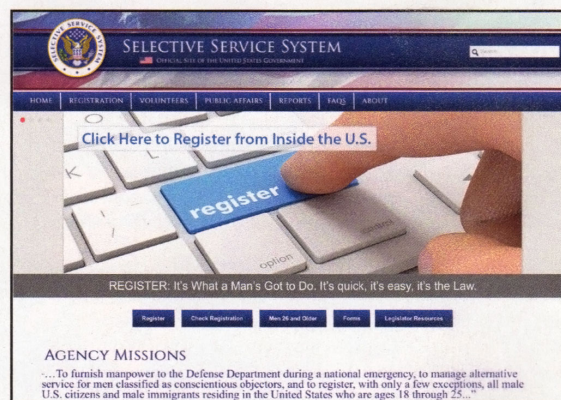 SELECTIVE SERVICE SYSTEM
OFFICIAL SITE OF THE UNITED STATES GOVERNMENT
HOME REGISTRATION VOLUNTEERS PUBLIC AFFAIRS REPORTS FAQS ABOUT
Click Here to Register from Inside the U.S.
register
option
REGISTER: It's What a Man's Got to Do. It's quick, it's easy, it's the Law.
Register Check Registration Men 26 and Older Forms Legislator Resources
AGENCY MISSIONS
"…To furnish manpower to the Defense Department during a national emergency, to manage alternative
service for men classified as conscientious objectors, and to register, with only a few exceptions, all male
U.S. citizens and male immigrants residing in the United States who are ages 18 through 25…"